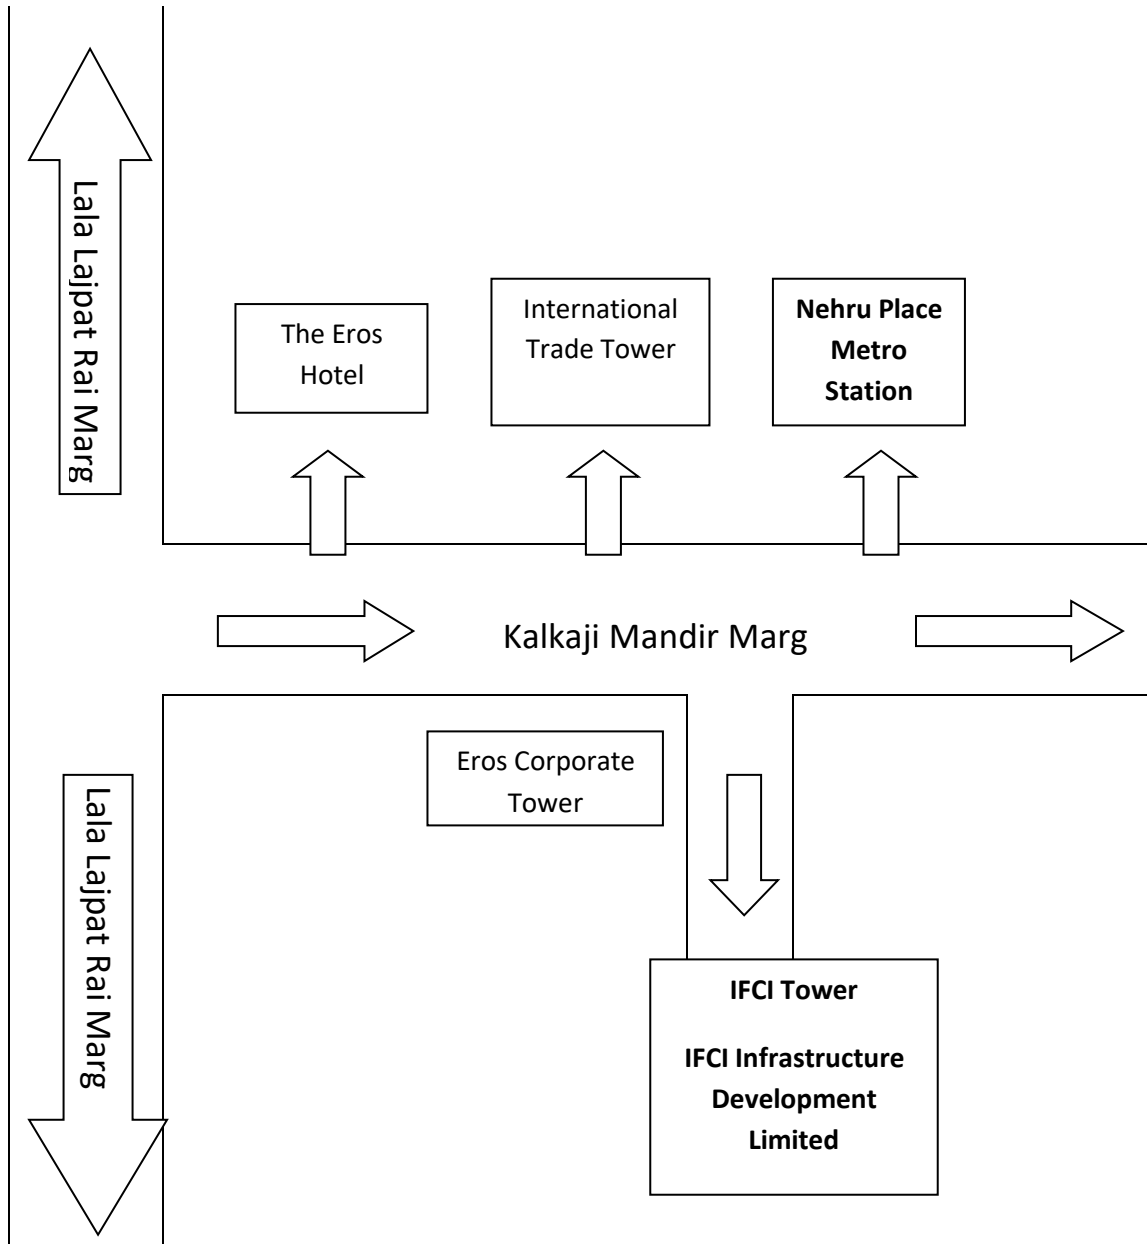 Lala Lajpat Rai Marg
The Eros
Hotel
International
Trade Tower
Nehru Place
Metro
Station
Kalkaji Mandir Marg
Eros Corporate
Tower
Lala Lajpat Rai Marg
IFCI Tower
IFCI Infrastructure
Development
Limited